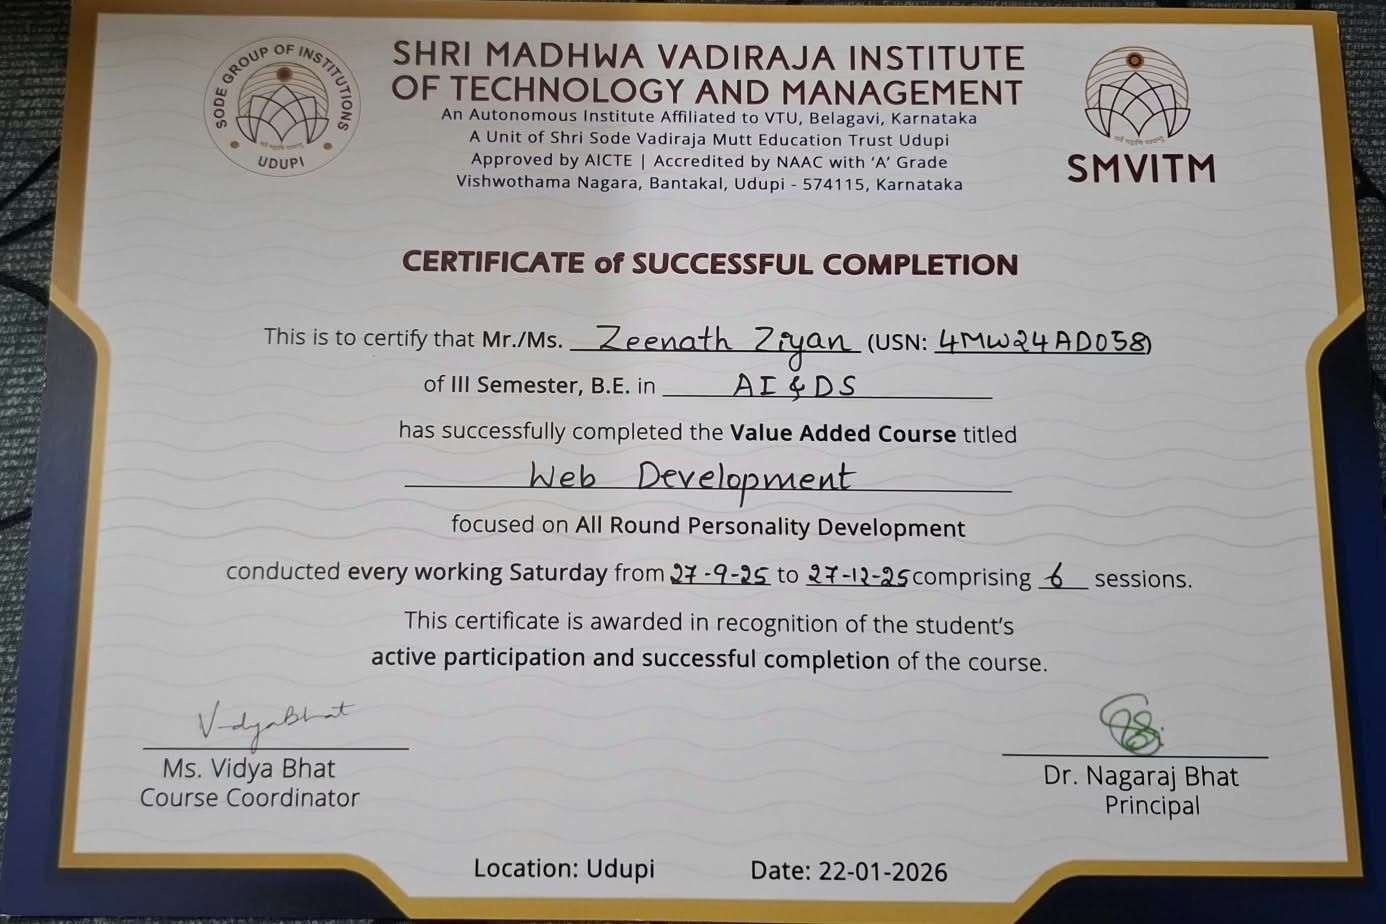 SODE GROUP OF INSTITUTIONS
UDUPI
SHRI MADHWA VADIRAJA INSTITUTE
OF TECHNOLOGY AND MANAGEMENT
An Autonomous Institute Affiliated to VTU, Belagavi, Karnataka
A Unit of Shri Sode Vadiraja Mutt Education Trust Udupi
Approved by AICTE | Accredited by NAAC with ‘A’ Grade
Vishwothama Nagara, Bantakal, Udupi - 574115, Karnataka
SMVITM
CERTIFICATE of SUCCESSFUL COMPLETION
This is to certify that Mr./Ms. Zeenath Ziyan (USN: 4MW24AD058)
of III Semester, B.E. in AI & DS
has successfully completed the Value Added Course titled
Web Development
focused on All Round Personality Development
conducted every working Saturday from 27-9-25 to 27-12-25 comprising 6 sessions.
This certificate is awarded in recognition of the student’s
active participation and successful completion of the course.
VidyaBhat
Ms. Vidya Bhat
Course Coordinator
Dr. Nagaraj Bhat
Principal
Location: Udupi Date: 22-01-2026